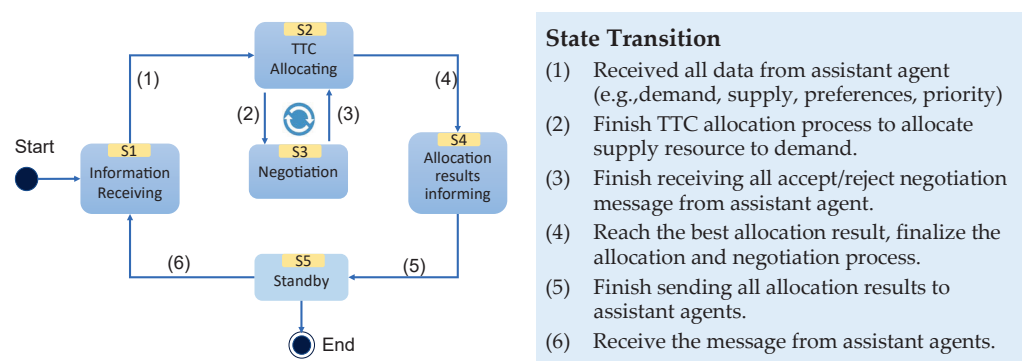 S2
TTC
Allocating
(1)
(2)
(3)
(4)
Start
S1
Information
Receiving
S3
Negotiation
S4
Allocation
results
informing
(6)
S5
Standby
(5)
End
State Transition
(1) Received all data from assistant agent
(e.g.,demand, supply, preferences, priority)
(2) Finish TTC allocation process to allocate
supply resource to demand.
(3) Finish receiving all accept/reject negotiation
message from assistant agent.
(4) Reach the best allocation result, finalize the
allocation and negotiation process.
(5) Finish sending all allocation results to
assistant agents.
(6) Receive the message from assistant agents.